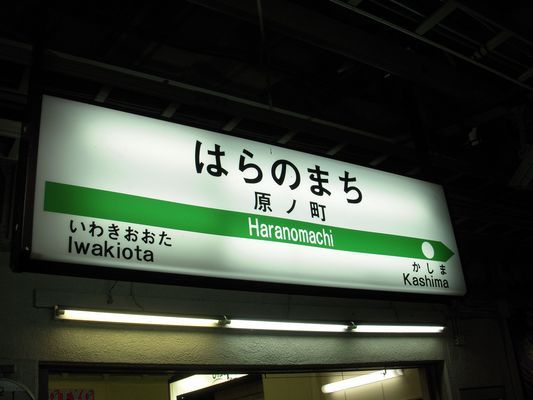 はらのまち
原ノ町
Haranomachi
いわきおおた
Iwakiota
かしま
Kashima